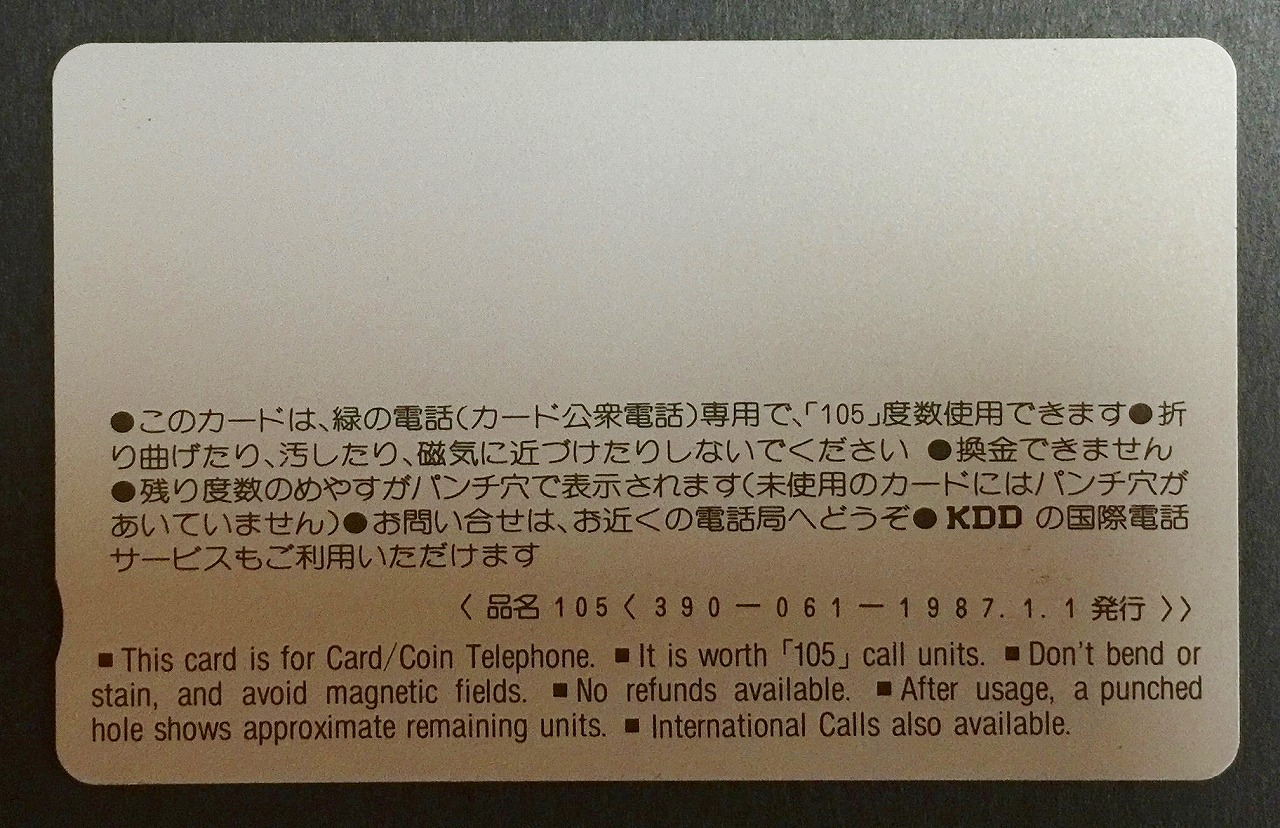 ●このカードは、緑の電話(カード公衆電話)専用で、「105」度数使用できます●折
り曲げたり、汚したり、磁気に近づけたりしないでください ●換金できません
●残り度数のめやすがパンチ穴で表示されます(未使用のカードにはパンチ穴が
あいていません)●お問い合せは、お近くの電話局へどうぞ● KDD の国際電話
サービスもご利用いただけます
〈 品名 105〈 390－061－1987.1.1 発行 〉〉
■ This card is for Card/Coin Telephone. ■ It is worth「105」call units. ■ Don't bend or
stain, and avoid magnetic fields. ■ No refunds available. ■ After usage, a punched
hole shows approximate remaining units. ■ International Calls also available.